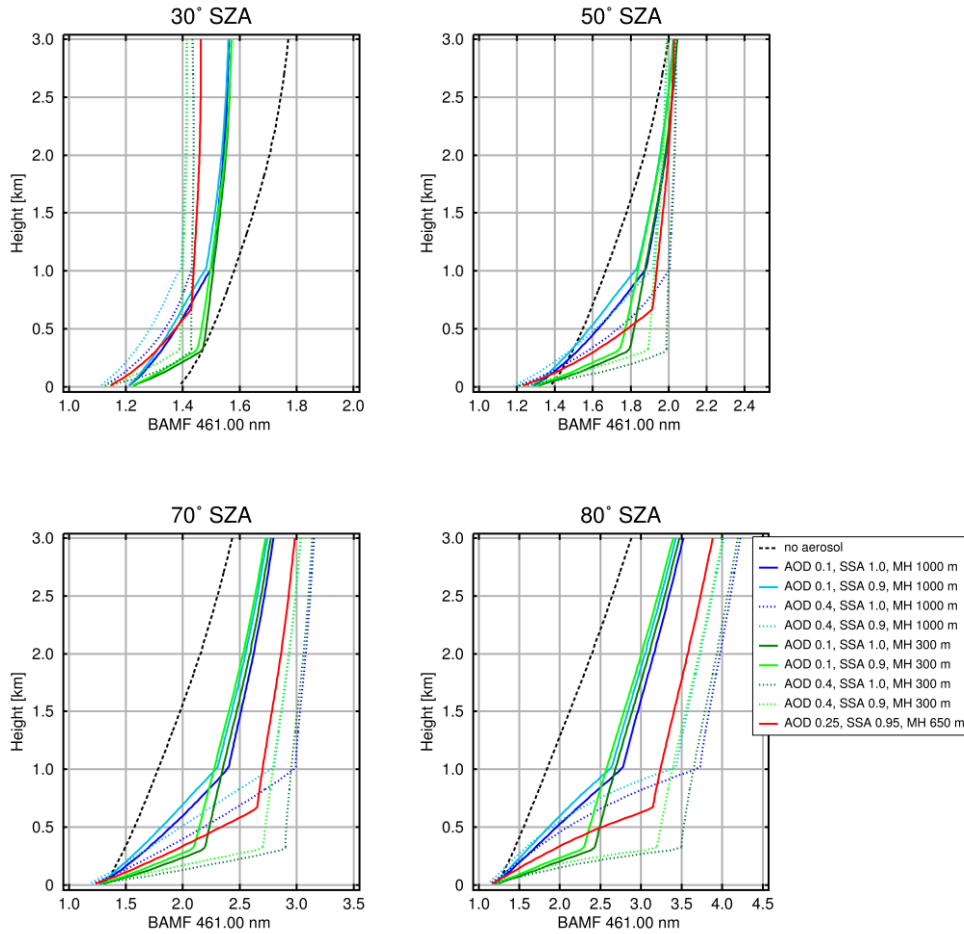 30° SZA
50° SZA
3.0
2.5
2.0
1.5
1.0
0.5
0
Height [km]
1.0 1.2 1.4 1.6 1.8 2.0
BAMF 461.00 nm
3.0
2.5
2.0
1.5
1.0
0.5
0
Height [km]
1.0 1.2 1.4 1.6 1.8 2.0 2.2 2.4
BAMF 461.00 nm
70° SZA
80° SZA
3.0
2.5
2.0
1.5
1.0
0.5
0
Height [km]
1.0 1.5 2.0 2.5 3.0 3.5
BAMF 461.00 nm
3.0
2.5
2.0
1.5
1.0
0.5
0
Height [km]
1.0 1.5 2.0 2.5 3.0 3.5 4.0 4.5
BAMF 461.00 nm
no aerosol
AOD 0.1, SSA 1.0, MH 1000 m
AOD 0.1, SSA 0.9, MH 1000 m
AOD 0.4, SSA 1.0, MH 1000 m
AOD 0.4, SSA 0.9, MH 1000 m
AOD 0.1, SSA 1.0, MH 300 m
AOD 0.1, SSA 0.9, MH 300 m
AOD 0.4, SSA 1.0, MH 300 m
AOD 0.4, SSA 0.9, MH 300 m
AOD 0.25, SSA 0.95, MH 650 m